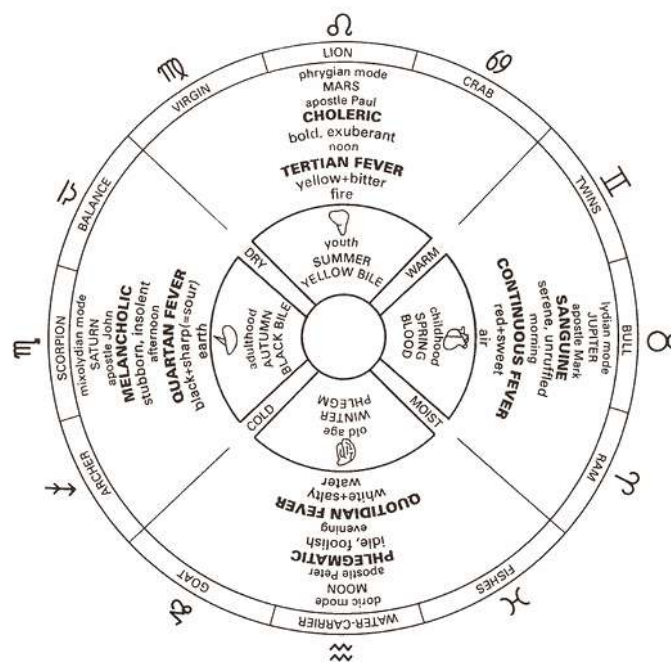 LION
CRAB
TWINS
BULL
RAM
FISHES
WATER-CARRIER
GOAT
ARCHER
SCORPION
BALANCE
VIRGIN
phrygian mode
MARS
apostle Paul
CHOLERIC
bold, exuberant
noon
TERTIAN FEVER
yellow+bitter
fire
youth
SUMMER
YELLOW BILE
WARM
lydian mode
JUPITER
apostle Mark
SANGUINE
serene, unruffled
morning
CONTINUOUS FEVER
red+sweet
air
childhood
SPRING
BLOOD
MOIST
doric mode
MOON
apostle Peter
PHLEGMATIC
idle, foolish
evening
QUOTIDIAN FEVER
white+salty
water
old age
WINTER
PHLEGM
COLD
mixolydian mode
SATURN
apostle John
MELANCHOLIC
stubborn, insolent
afternoon
QUARTAN FEVER
black+sharp(=sour)
earth
adulthood
AUTUMN
BLACK BILE
DRY